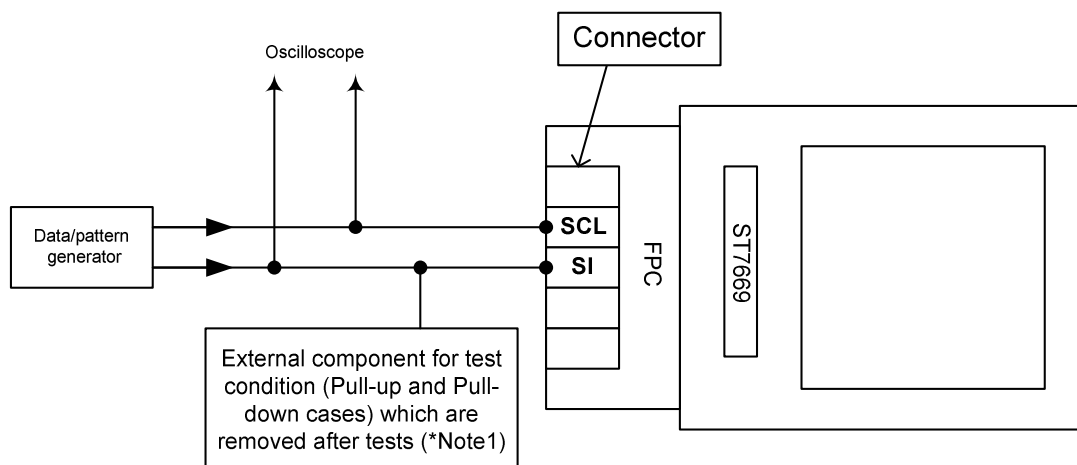 Connector
Oscilloscope
Data/pattern
generator
SCL
SI
FPC
ST7669
External component for test
condition (Pull-up and Pull-
down cases) which are
removed after tests (*Note1)